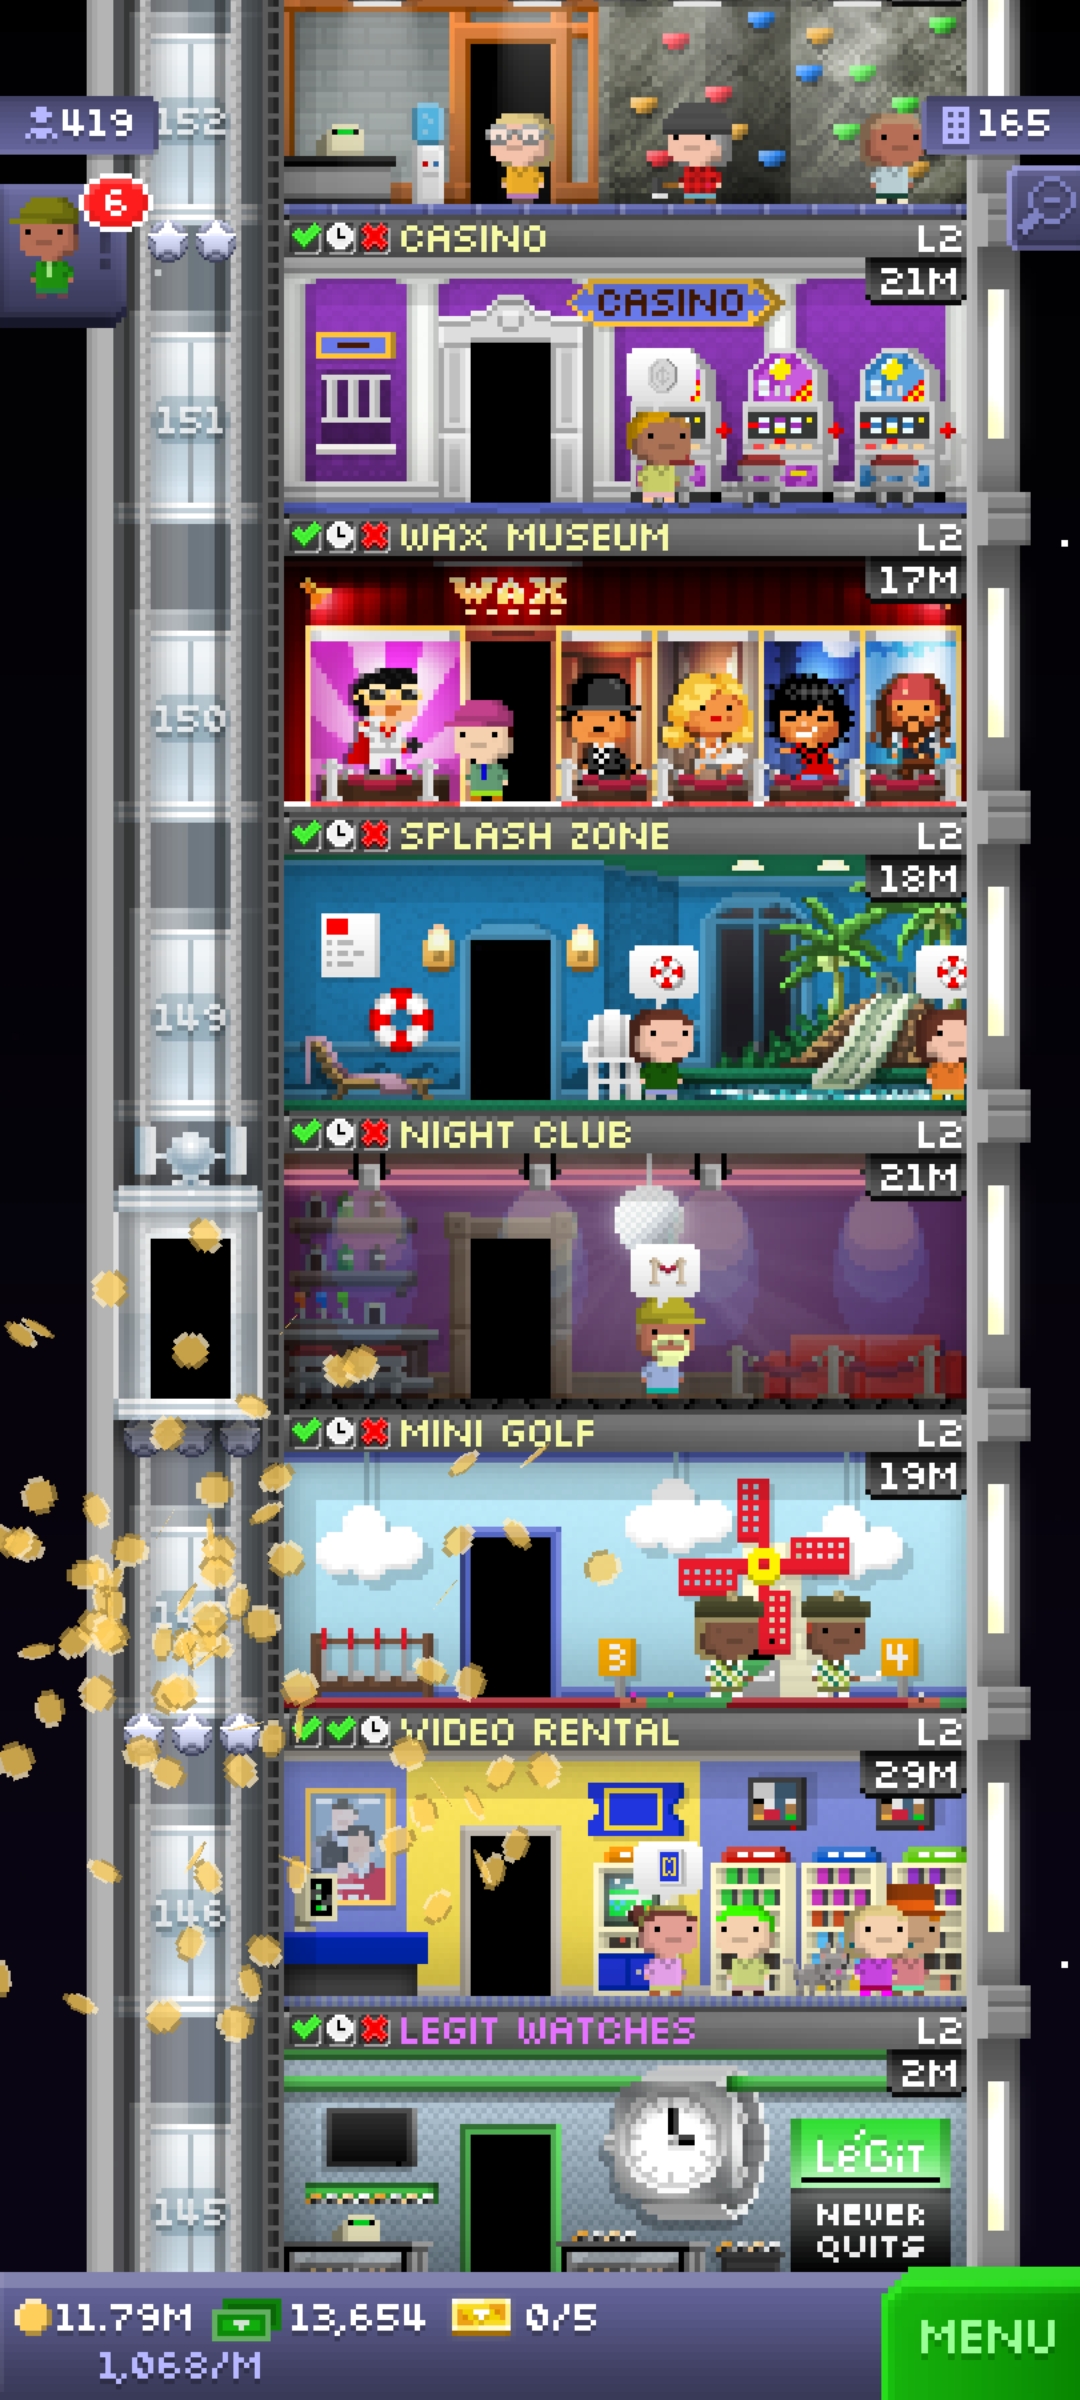 419
152
165
6
CASINO L2
21M
CASINO
151
WAX MUSEUM L2
17M
WAX
150
SPLASH ZONE L2
18M
149
NIGHT CLUB L2
21M
M
MINI GOLF L2
19M
3
4
VIDEO RENTAL L2
29M
146
LEGIT WATCHES L2
2M
LéGiT
NEVER
QUITS
145
11.79M 13,654 0/5
1,068/M
MENU